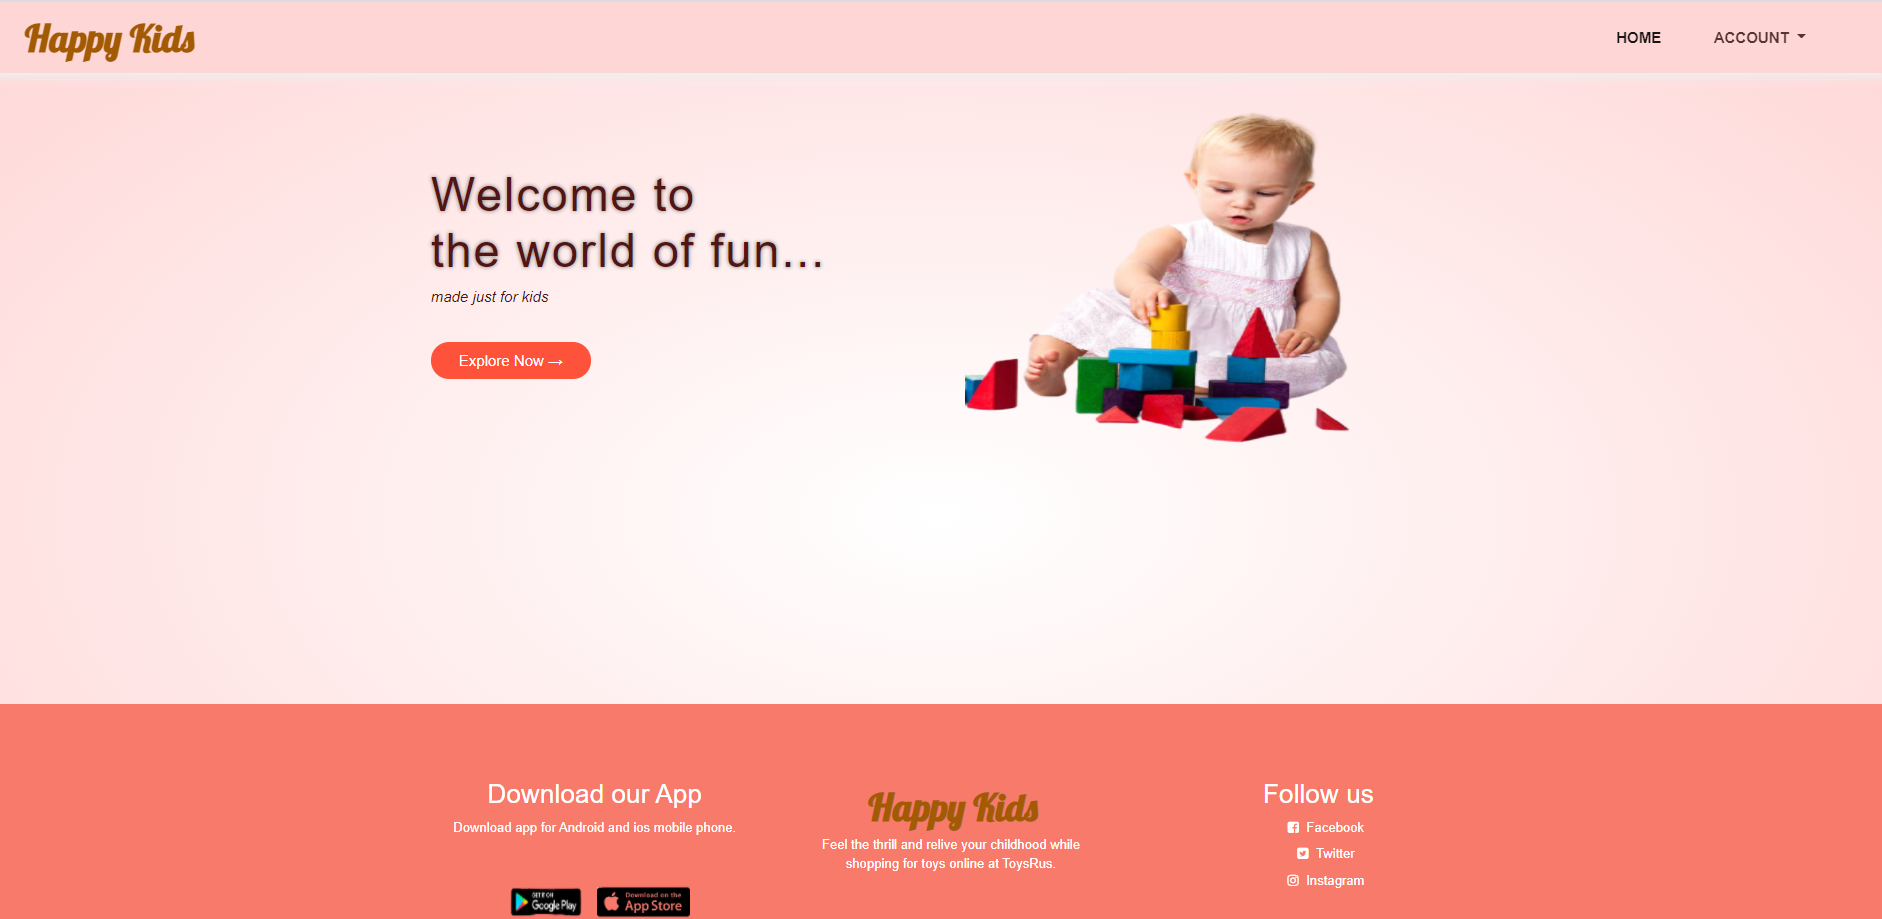 Happy Kids
HOME
ACCOUNT
Welcome to
the world of fun...
made just for kids
Explore Now →
Download our App
Download app for Android and ios mobile phone.
GET IT ON
Google Play
Download on the
App Store
Happy Kids
Feel the thrill and relive your childhood while
shopping for toys online at ToysRus.
Follow us
Facebook
Twitter
Instagram